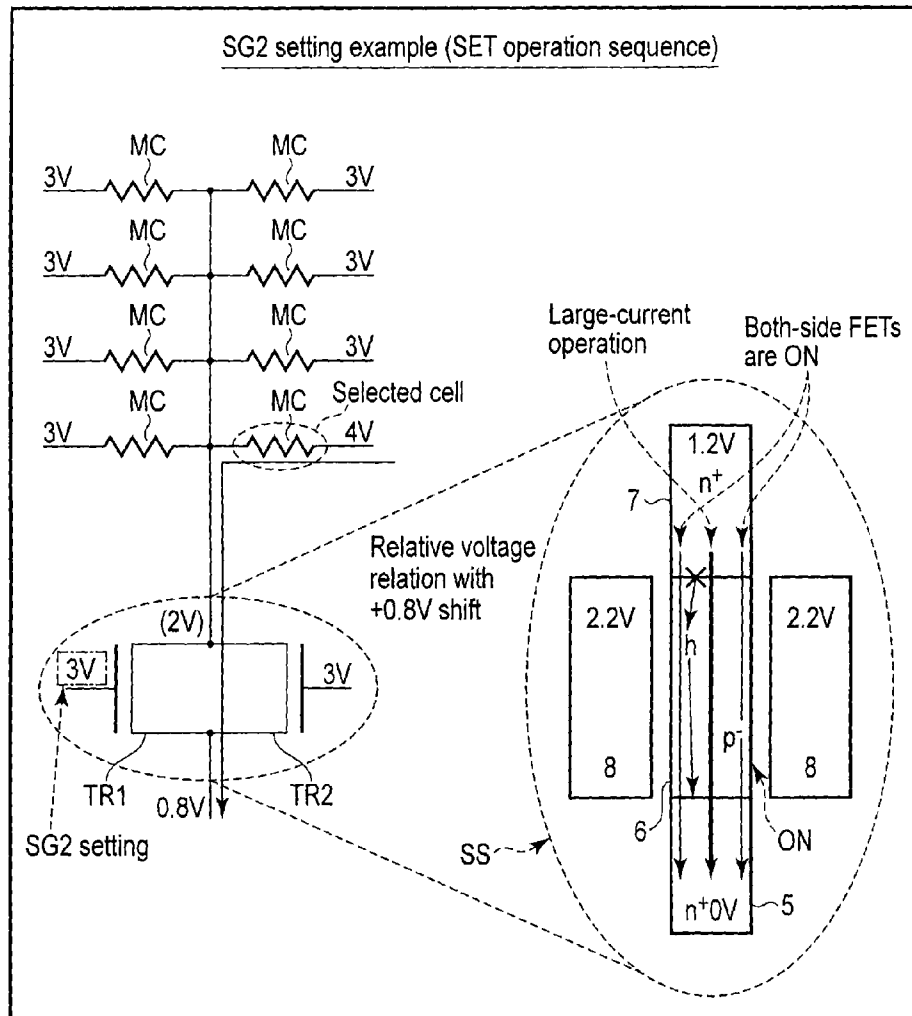 SG2 setting example (SET operation sequence)
MC MC
3V 3V
MC MC
3V 3V
MC MC
3V 3V
Large-current
operation
Both-side FETs
are ON
MC MC
Selected cell
3V 4V
1.2V
n+
7
Relative voltage
relation with
+0.8V shift
(2V)
2.2V 2.2V
h
3V 3V
p-
8 8
TR1 TR2
0.8V
6
ON
SG2 setting
SS
n+0V
5